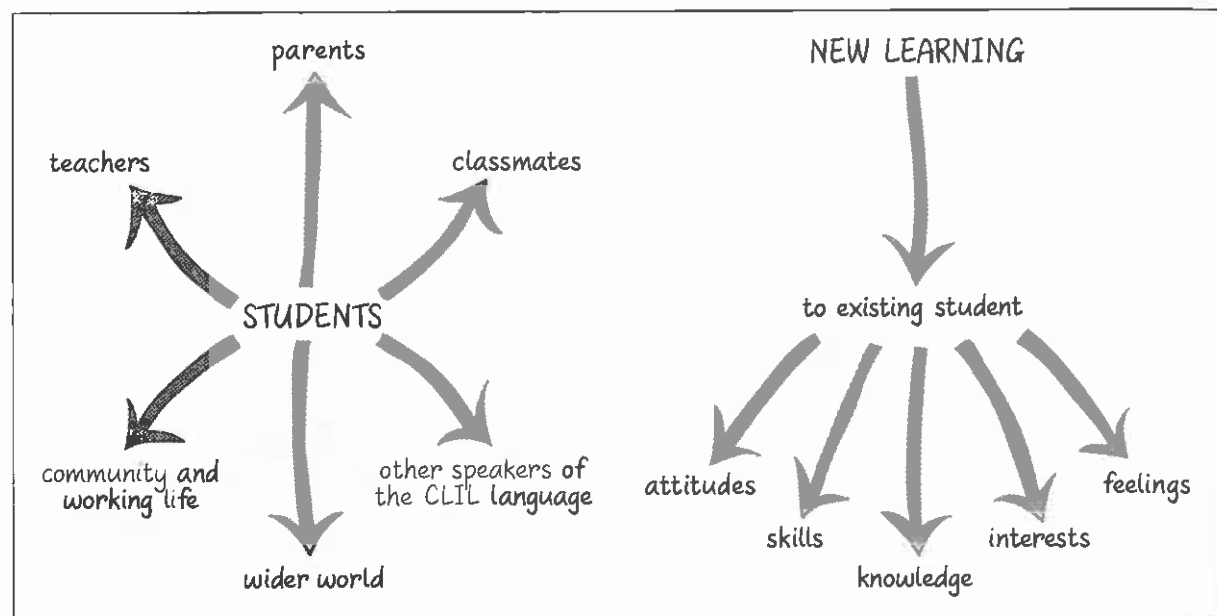 parents
teachers
classmates
STUDENTS
community and
working life
other speakers of
the CLIL language
wider world
NEW LEARNING
to existing student
attitudes
skills
knowledge
interests
feelings